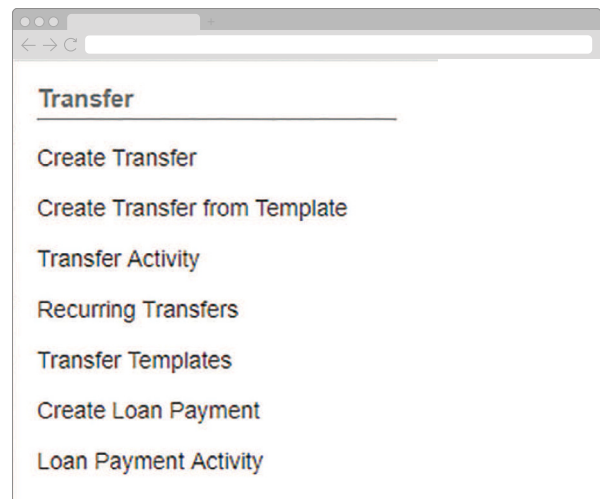 Transfer
Create Transfer
Create Transfer from Template
Transfer Activity
Recurring Transfers
Transfer Templates
Create Loan Payment
Loan Payment Activity